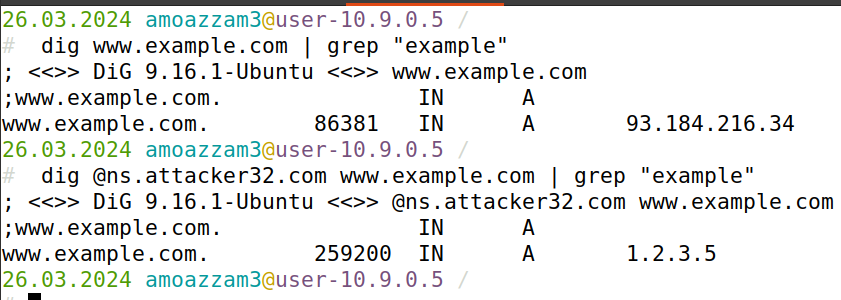 26.03.2024 amoazzam3@user-10.9.0.5 /
# dig www.example.com | grep "example"
; <<>> DiG 9.16.1-Ubuntu <<>> www.example.com
;www.example.com. IN A
www.example.com. 86381 IN A 93.184.216.34
26.03.2024 amoazzam3@user-10.9.0.5 /
# dig @ns.attacker32.com www.example.com | grep "example"
; <<>> DiG 9.16.1-Ubuntu <<>> @ns.attacker32.com www.example.com
;www.example.com. IN A
www.example.com. 259200 IN A 1.2.3.5
26.03.2024 amoazzam3@user-10.9.0.5 /
#